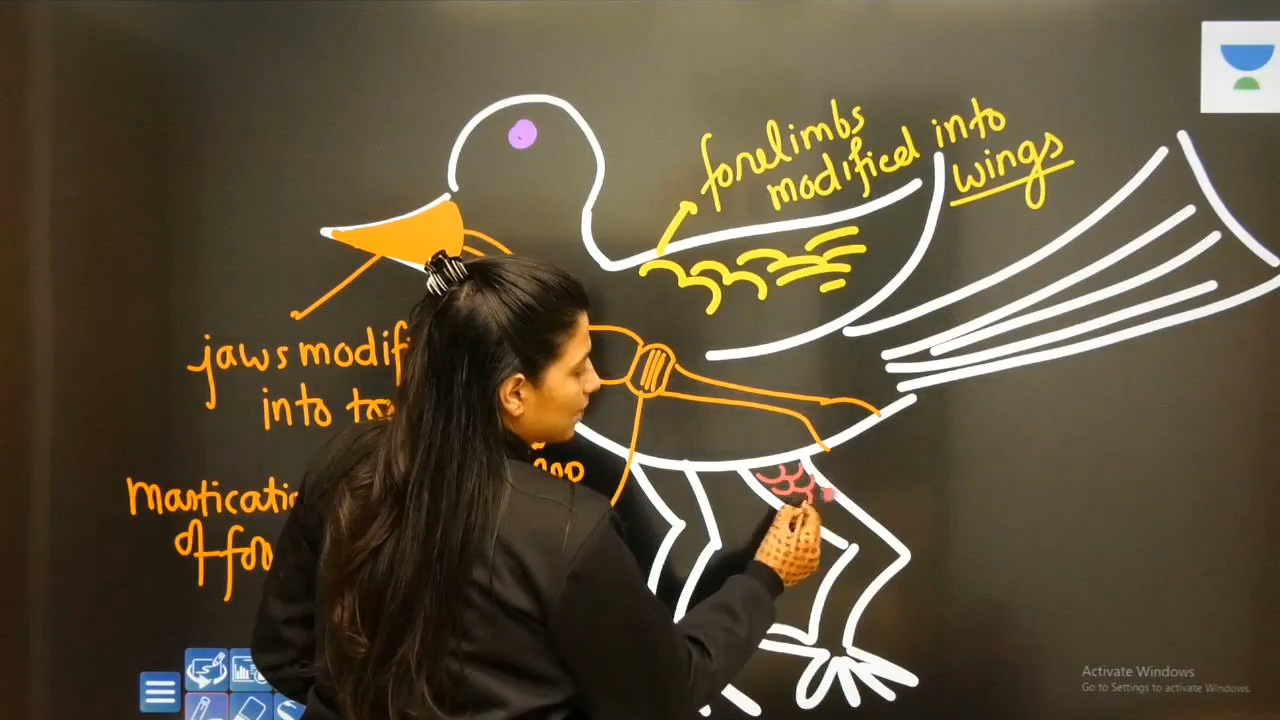 forelimbs
modified into
wings
jaws modif
into
Masticati
of fo
Activate Windows
Go to Settings to activate Windows.